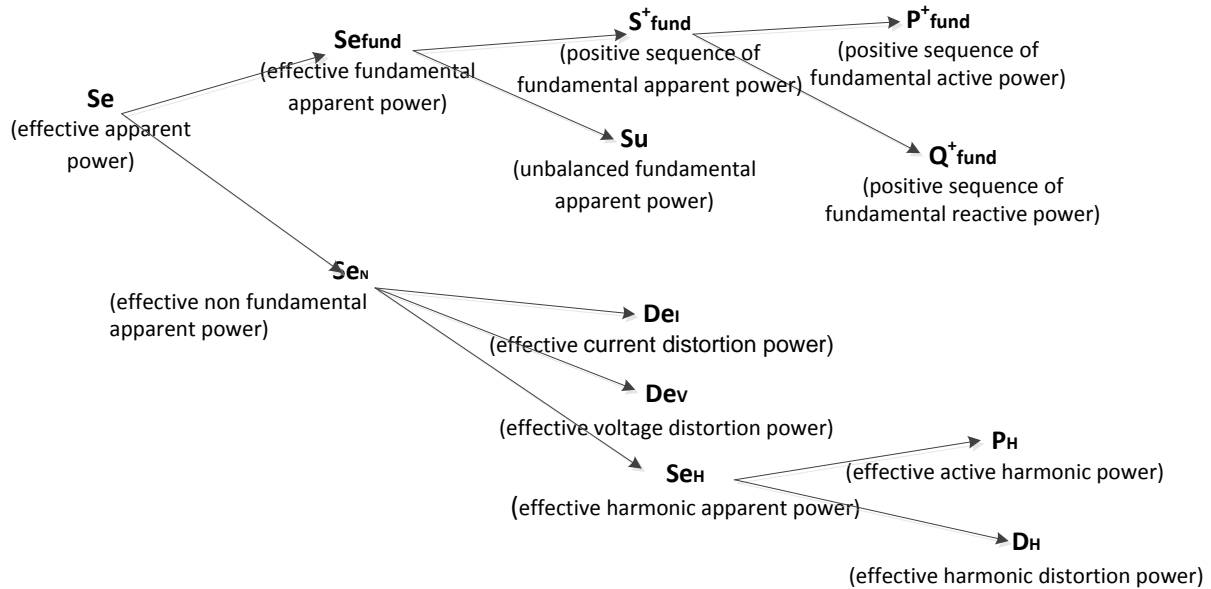 Se
(effective apparent
power)
Sefund
(effective fundamental
apparent power)
S+fund
(positive sequence of
fundamental apparent power)
P+fund
(positive sequence of
fundamental active power)
Q+fund
(positive sequence of
fundamental reactive power)
Su
(unbalanced fundamental
apparent power)
SeN
(effective non fundamental
apparent power)
DeI
(effective current distortion power)
DeV
(effective voltage distortion power)
SeH
(effective harmonic apparent power)
PH
(effective active harmonic power)
DH
(effective harmonic distortion power)